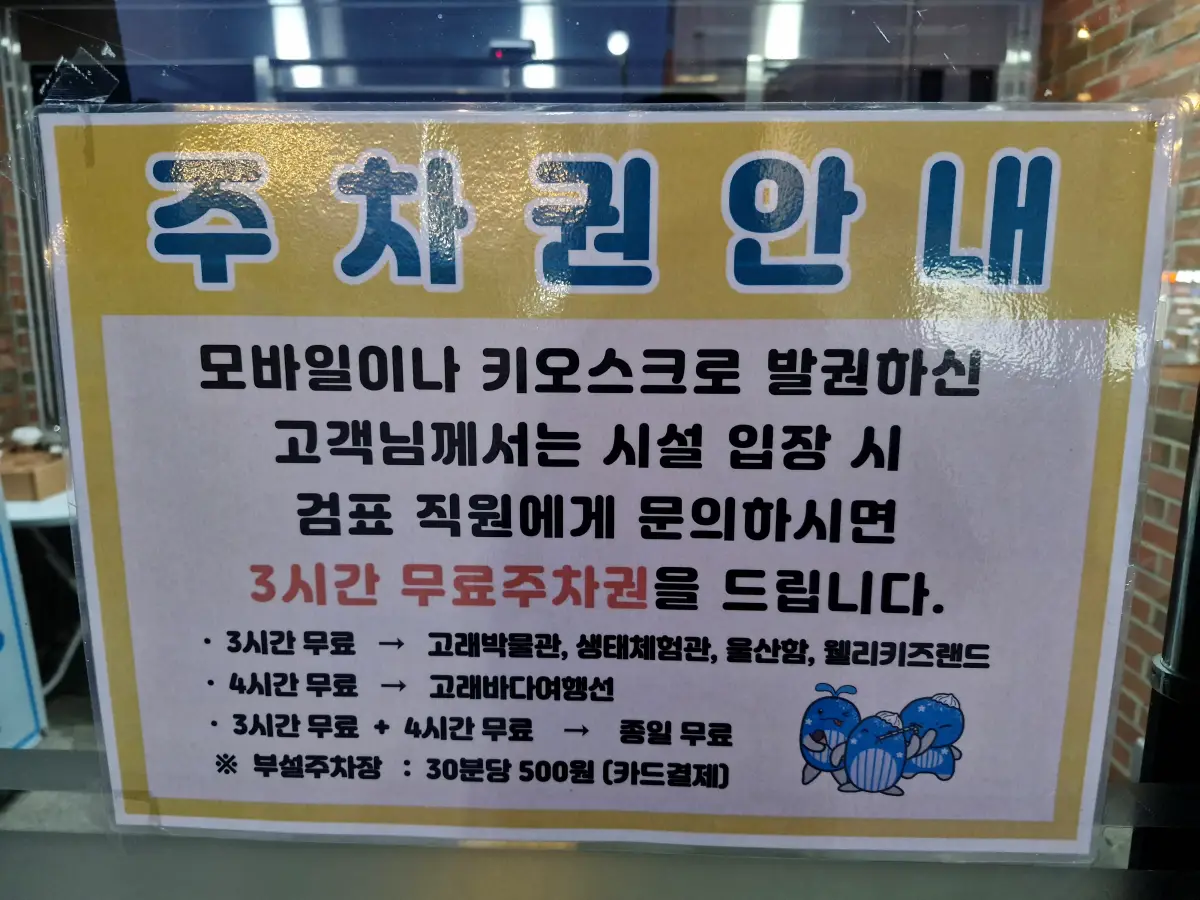 주차권안내
모바일이나 키오스크로 발권하신
고객님께서는 시설 입장 시
검표 직원에게 문의하시면
3시간 무료주차권을 드립니다.
· 3시간 무료 → 고래박물관, 생태체험관, 울산함, 웰리키즈랜드
· 4시간 무료 → 고래바다여행선
· 3시간 무료 + 4시간 무료 → 종일 무료
※ 부설주차장 : 30분당 500원 (카드결제)